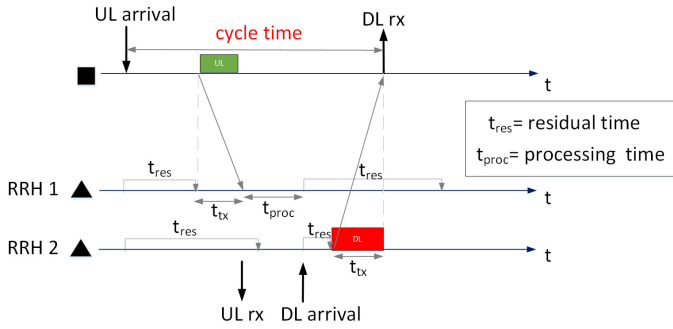 UL arrival
DL rx
cycle time
UL
t
t_res= residual time
t_proc= processing time
t_res
t_res
RRH 1
t
t_tx
t_proc
t_res
t_res
DL
RRH 2
t
t_tx
UL rx
DL arrival